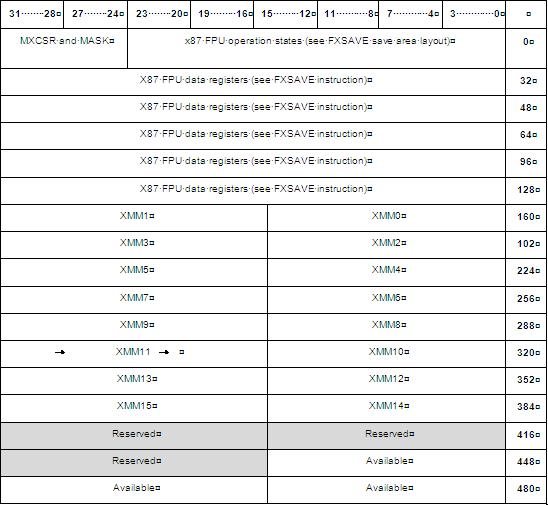 31········28¤ 27········24¤ 23·······20¤ 19·······16¤ 15·······12¤ 11·········8¤ 7··········4¤ 3··········0¤ ¤
MXCSR·and·MASK¤ x87·FPU·operation·states·(see·FXSAVE·save·area·layout)¤ 0¤
X87·FPU·data·registers·(see·FXSAVE·instruction)¤ 32¤
X87·FPU·data·registers·(see·FXSAVE·instruction)¤ 48¤
X87·FPU·data·registers·(see·FXSAVE·instruction)¤ 64¤
X87·FPU·data·registers·(see·FXSAVE·instruction)¤ 96¤
X87·FPU·data·registers·(see·FXSAVE·instruction)¤ 128¤
XMM1¤ XMM0¤ 160¤
XMM3¤ XMM2¤ 102¤
XMM5¤ XMM4¤ 224¤
XMM7¤ XMM6¤ 256¤
XMM9¤ XMM8¤ 288¤
→ XMM11 → ¤ XMM10¤ 320¤
XMM13¤ XMM12¤ 352¤
XMM15¤ XMM14¤ 384¤
Reserved¤ Reserved¤ 416¤
Reserved¤ Available¤ 448¤
Available¤ Available¤ 480¤